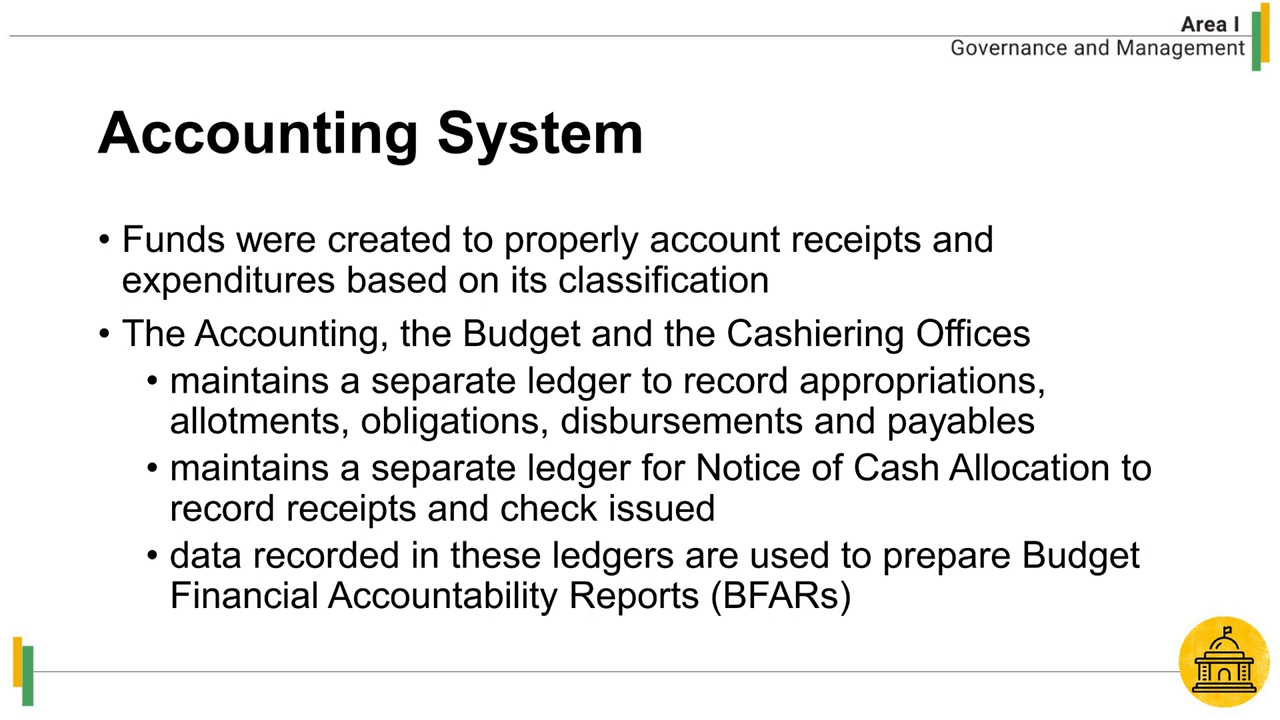 Area I
Governance and Management
Accounting System
• Funds were created to properly account receipts and
expenditures based on its classification
• The Accounting, the Budget and the Cashiering Offices
• maintains a separate ledger to record appropriations,
allotments, obligations, disbursements and payables
• maintains a separate ledger for Notice of Cash Allocation to
record receipts and check issued
• data recorded in these ledgers are used to prepare Budget
Financial Accountability Reports (BFARs)